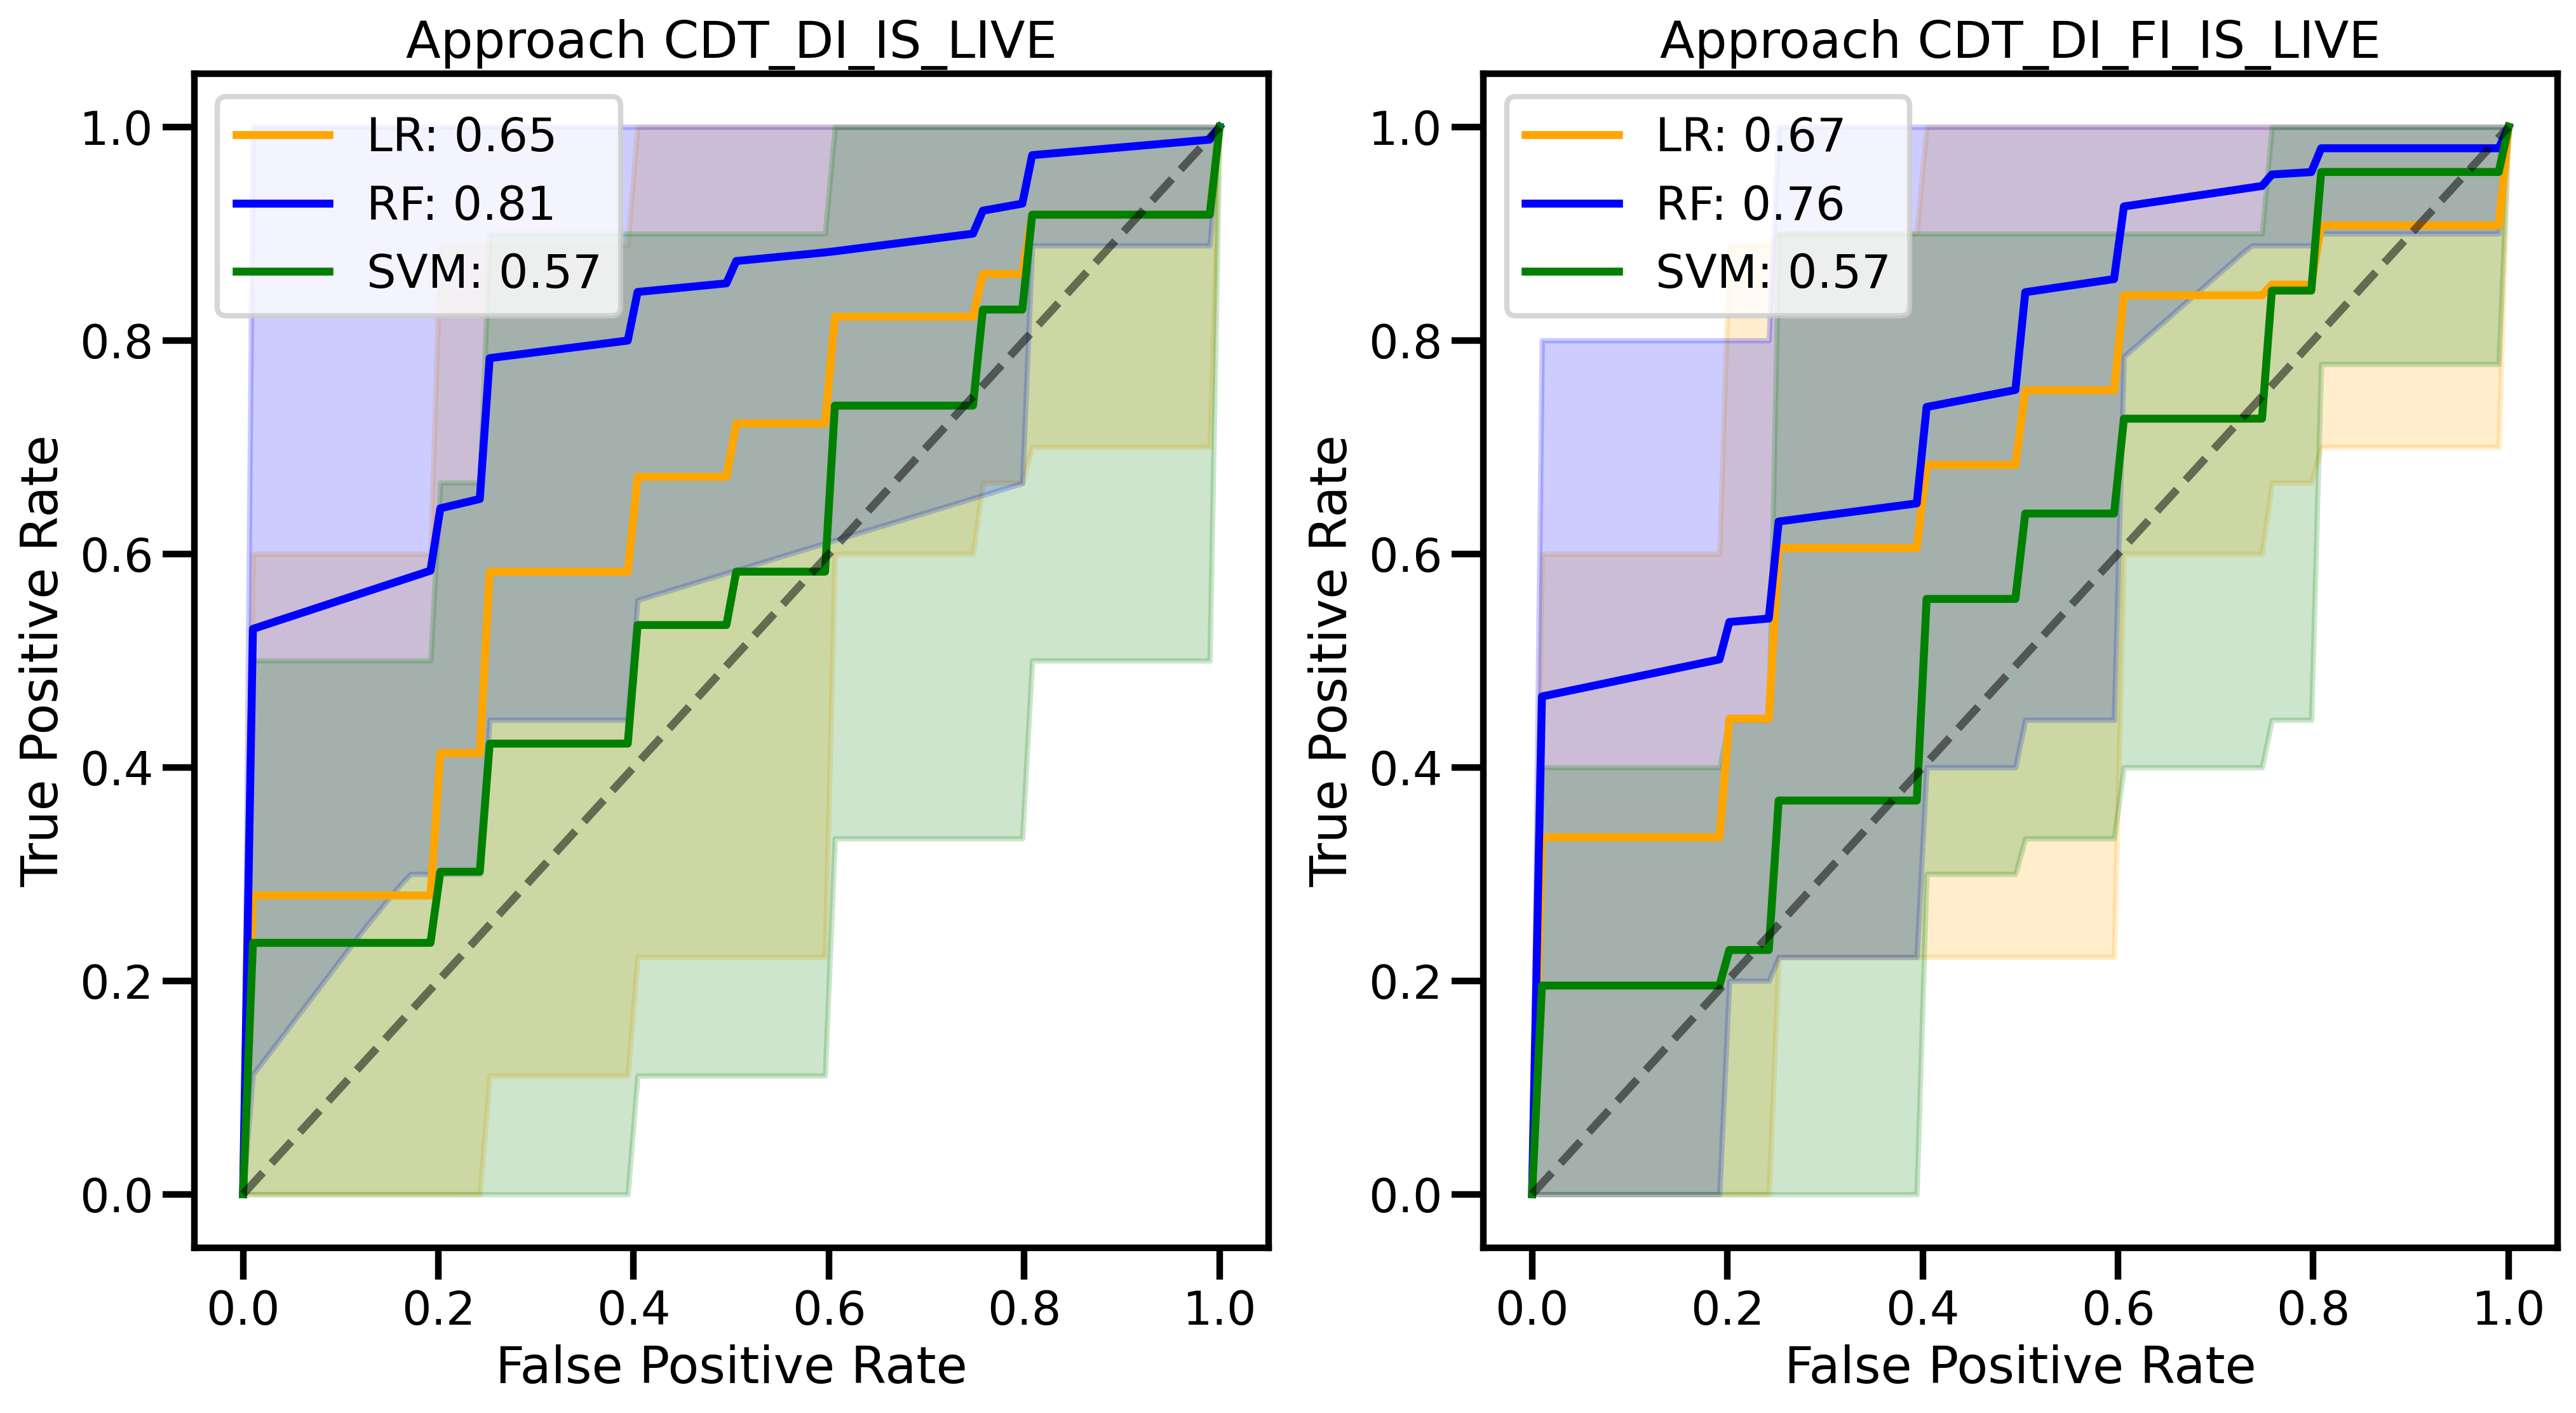 Approach CDT_DI_IS_LIVE
LR: 0.65
RF: 0.81
SVM: 0.57
1.0
0.8
0.6
0.4
0.2
0.0
True Positive Rate
0.0 0.2 0.4 0.6 0.8 1.0
False Positive Rate
Approach CDT_DI_FI_IS_LIVE
LR: 0.67
RF: 0.76
SVM: 0.57
1.0
0.8
0.6
0.4
0.2
0.0
True Positive Rate
0.0 0.2 0.4 0.6 0.8 1.0
False Positive Rate